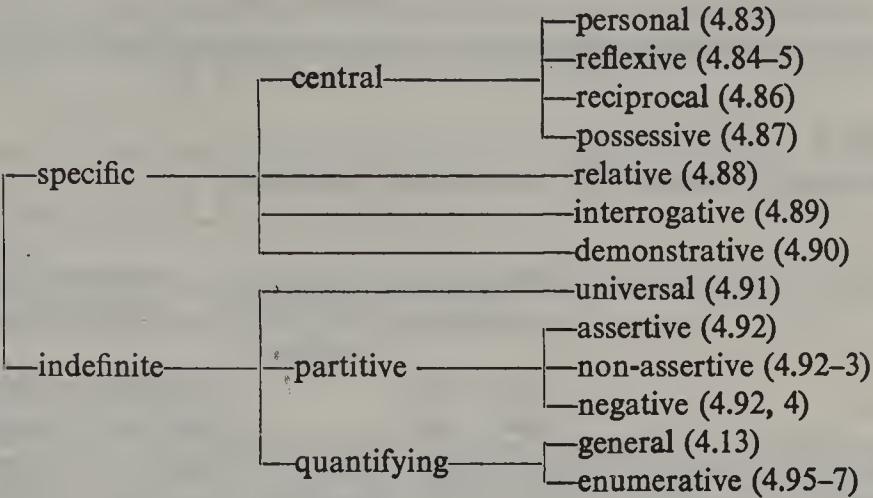 personal (4.83)
reflexive (4.84–5)
central
reciprocal (4.86)
possessive (4.87)
specific
relative (4.88)
interrogative (4.89)
demonstrative (4.90)
universal (4.91)
assertive (4.92)
indefinite
partitive
non-assertive (4.92–3)
negative (4.92, 4)
general (4.13)
quantifying
enumerative (4.95–7)